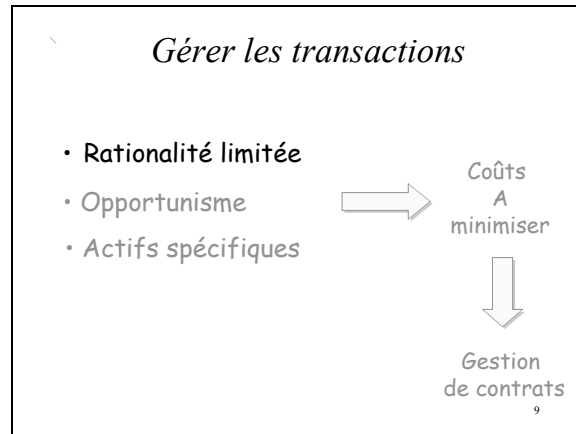 Gérer les transactions
• Rationalité limitée
• Opportunisme
• Actifs spécifiques
Coûts
A
minimiser
Gestion
de contrats
9